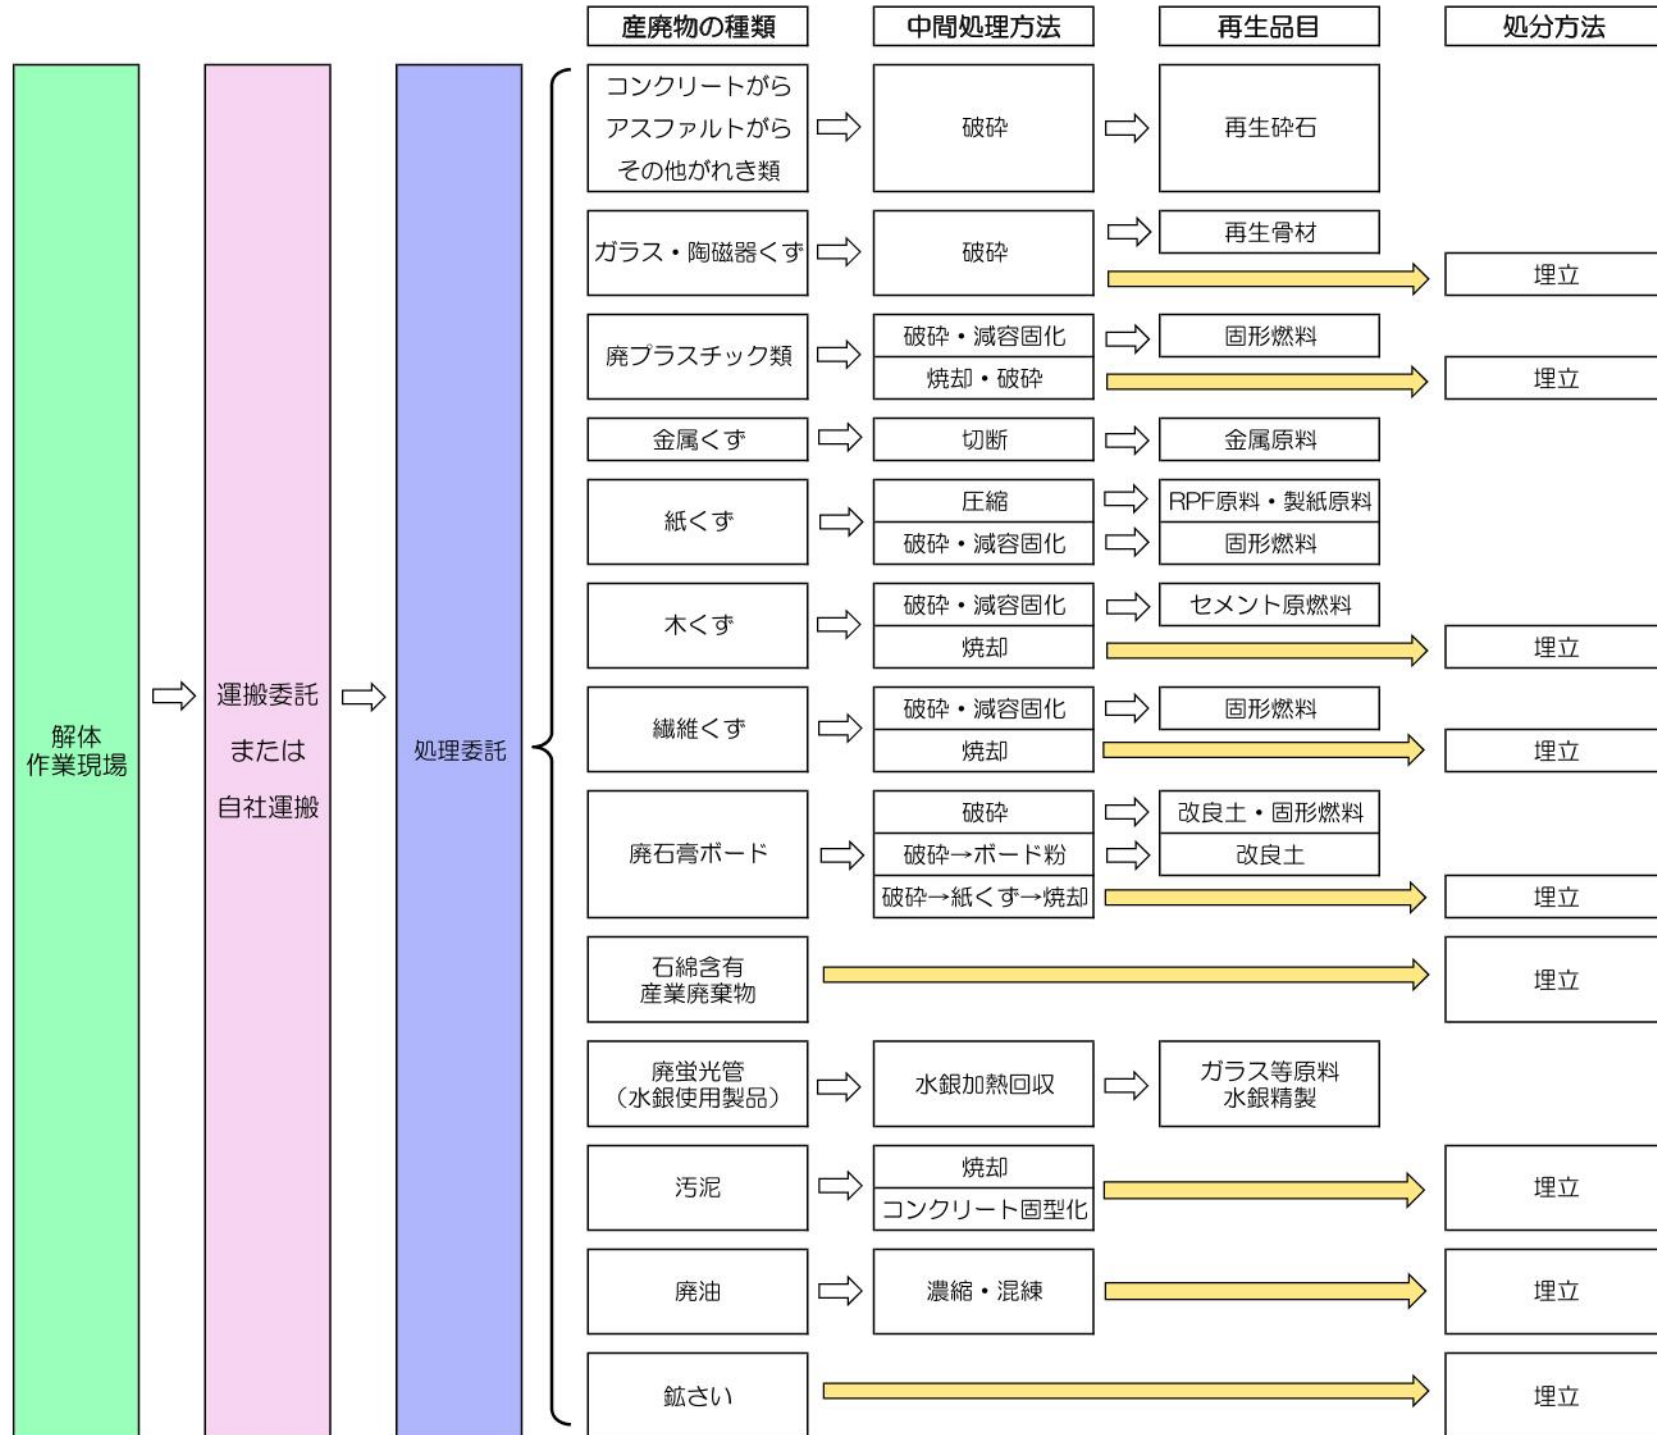 産廃物の種類
中間処理方法
再生品目
処分方法
解体
作業現場
運搬委託
または
自社運搬
処理委託
コンクリートがら
アスファルトがら
その他がれき類
破砕
再生砕石
ガラス・陶磁器くず
破砕
再生骨材
埋立
廃プラスチック類
破砕・減容固化
固形燃料
焼却・破砕
埋立
金属くず
切断
金属原料
紙くず
圧縮
RPF原料・製紙原料
破砕・減容固化
固形燃料
木くず
破砕・減容固化
セメント原燃料
焼却
埋立
繊維くず
破砕・減容固化
固形燃料
焼却
埋立
廃石膏ボード
破砕
改良土・固形燃料
破砕→ボード粉
改良土
破砕→紙くず→焼却
埋立
石綿含有
産業廃棄物
埋立
廃蛍光管
（水銀使用製品）
水銀加熱回収
ガラス等原料
水銀精製
汚泥
焼却
コンクリート固型化
埋立
廃油
濃縮・混練
埋立
鉱さい
埋立